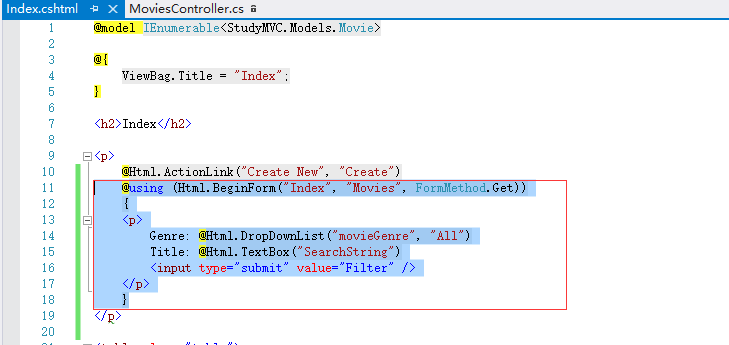 Index.cshtml MoviesController.cs
1 @model IEnumerable<StudyMVC.Models.Movie>
2
3 @{
4 ViewBag.Title = "Index";
5 }
6
7 <h2>Index</h2>
8
9 <p>
10 @Html.ActionLink("Create New", "Create")
11 @using (Html.BeginForm("Index", "Movies", FormMethod.Get))
12 {
13 <p>
14 Genre: @Html.DropDownList("movieGenre", "All")
15 Title: @Html.TextBox("SearchString")
16 <input type="submit" value="Filter" />
17 </p>
18 }
19 </p>
20